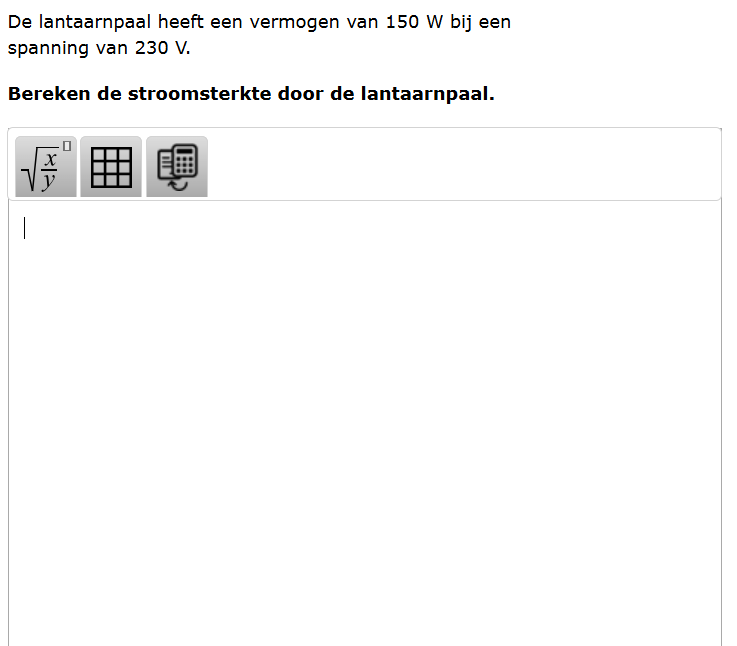 De lantaarnpaal heeft een vermogen van 150 W bij een
spanning van 230 V.
Bereken de stroomsterkte door de lantaarnpaal.
√x/y▯